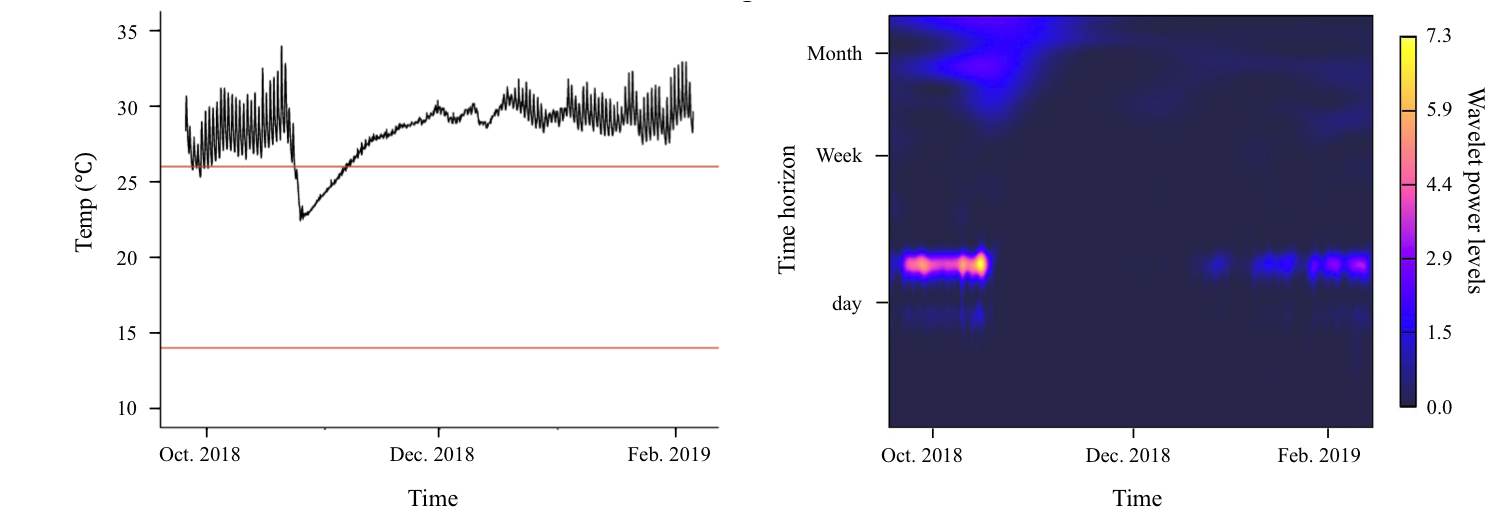 35
30
25
20
15
10
Temp (°C)
Oct. 2018
Dec. 2018
Feb. 2019
Time
Month
Week
day
Time horizon
Oct. 2018
Dec. 2018
Feb. 2019
Time
7.3
5.9
4.4
2.9
1.5
0.0
Wavelet power levels